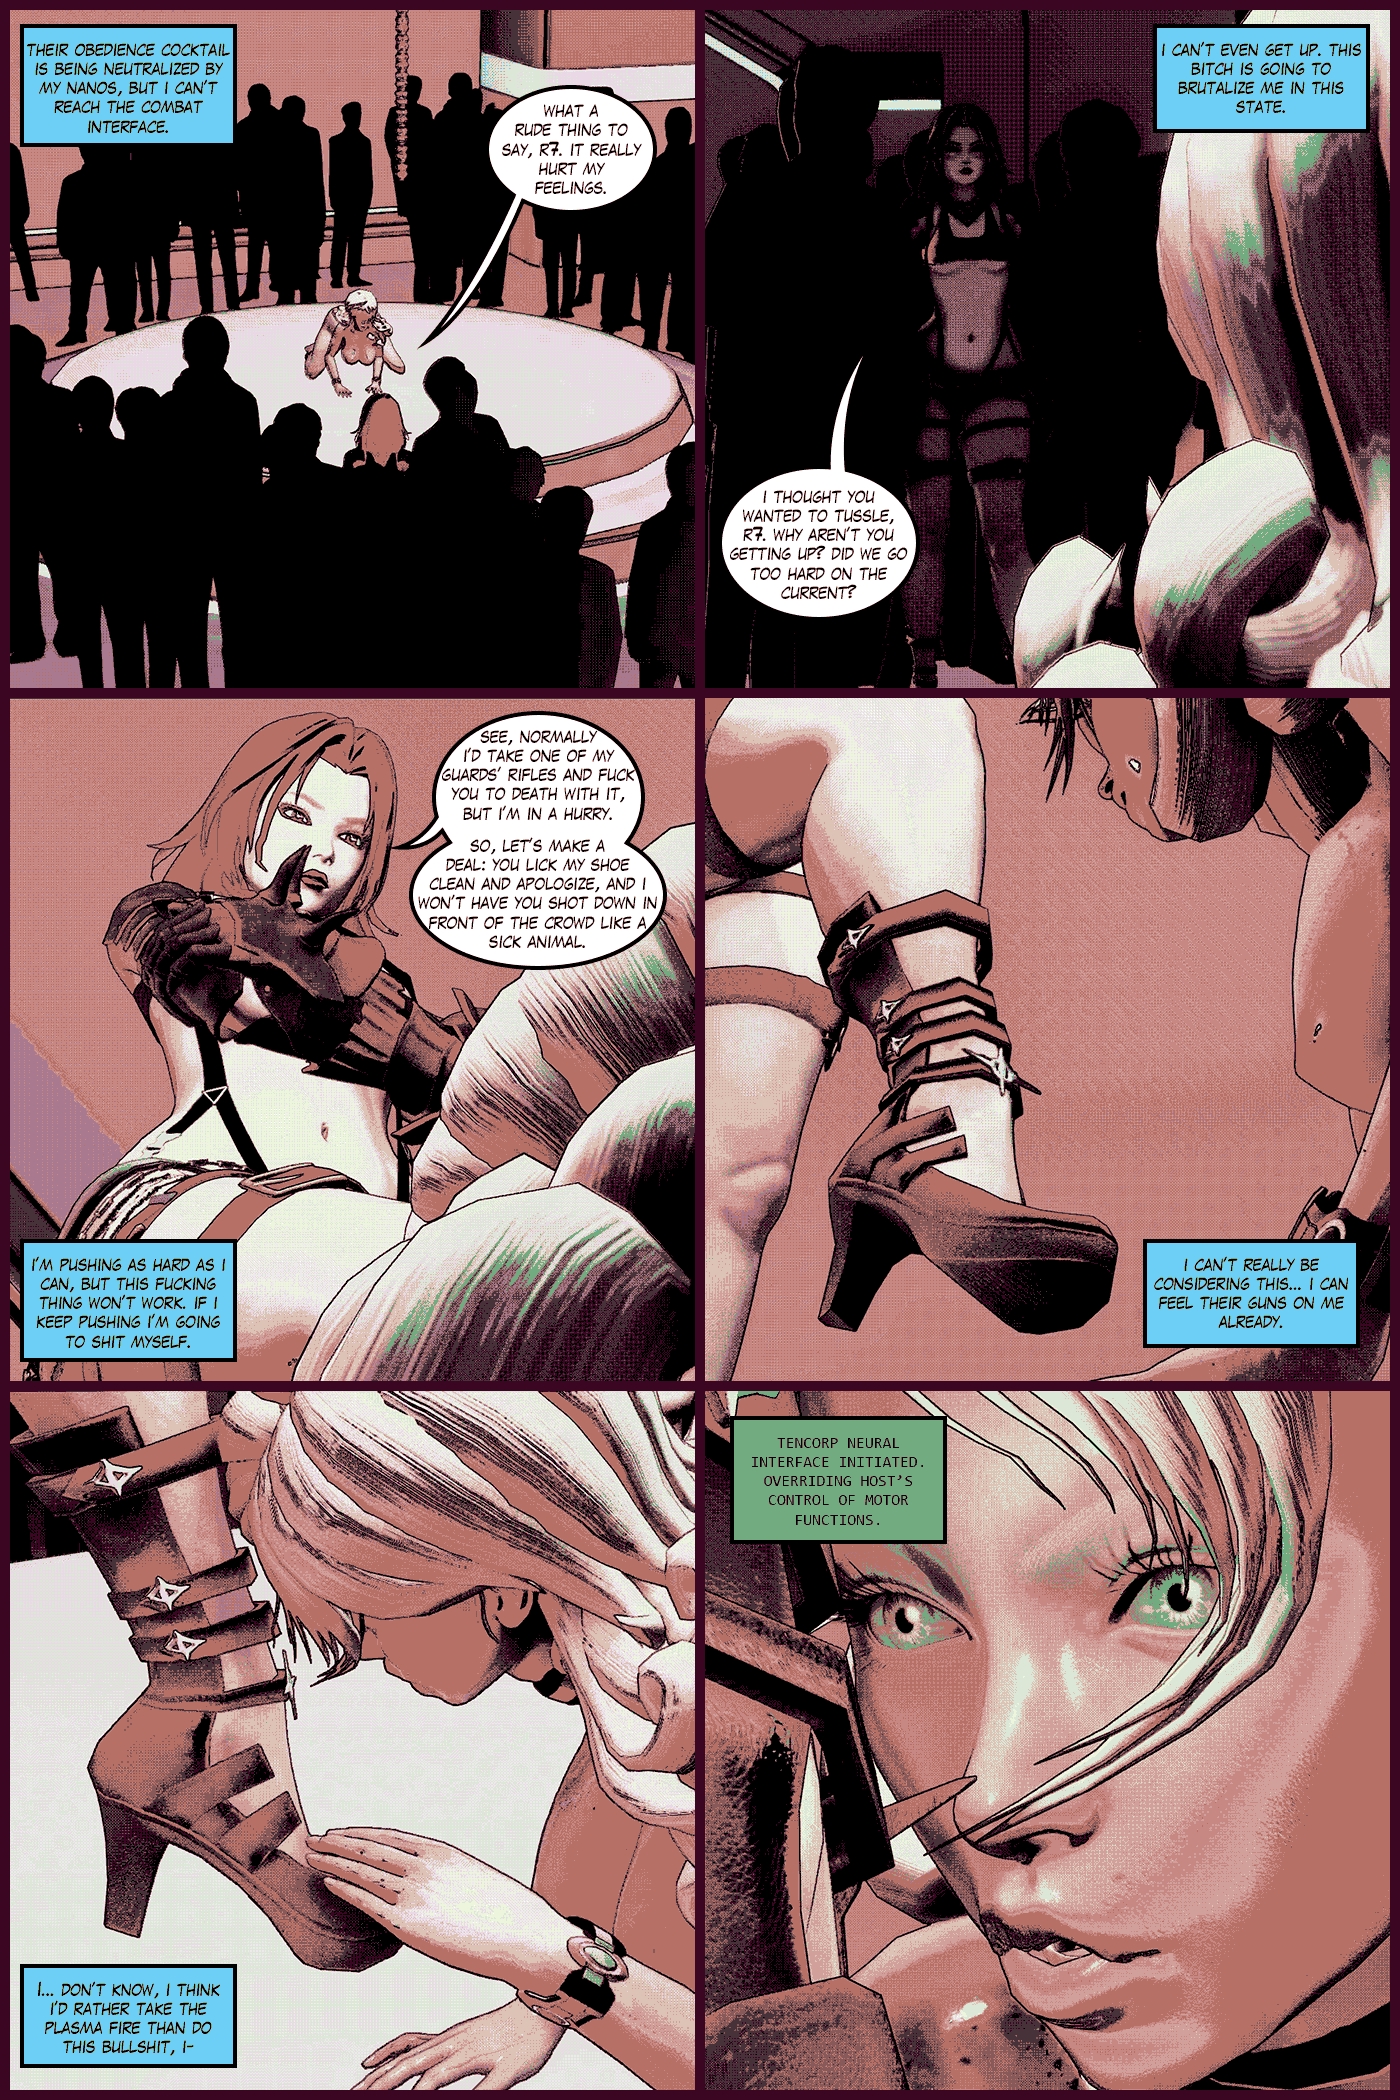 THEIR OBEDIENCE COCKTAIL
IS BEING NEUTRALIZED BY
MY NANOS, BUT I CAN'T
REACH THE COMBAT
INTERFACE.
WHAT A
RUDE THING TO
SAY, R7. IT REALLY
HURT MY
FEELINGS.
I CAN'T EVEN GET UP. THIS
BITCH IS GOING TO
BRUTALIZE ME IN THIS
STATE.
I THOUGHT YOU
WANTED TO TUSSLE,
R7. WHY AREN'T YOU
GETTING UP? DID WE GO
TOO HARD ON THE
CURRENT?
SEE, NORMALLY
I'D TAKE ONE OF MY
GUARDS' RIFLES AND FUCK
YOU TO DEATH WITH IT,
BUT I'M IN A HURRY.
SO, LET'S MAKE A
DEAL: YOU LICK MY SHOE
CLEAN AND APOLOGIZE, AND I
WON'T HAVE YOU SHOT DOWN IN
FRONT OF THE CROWD LIKE A
SICK ANIMAL.
I'M PUSHING AS HARD AS I
CAN, BUT THIS FUCKING
THING WON'T WORK. IF I
KEEP PUSHING I'M GOING
TO SHIT MYSELF.
I CAN'T REALLY BE
CONSIDERING THIS... I CAN
FEEL THEIR GUNS ON ME
ALREADY.
I... DON'T KNOW, I THINK
I'D RATHER TAKE THE
PLASMA FIRE THAN DO
THIS BULLSHIT, I-
TENCORP NEURAL
INTERFACE INITIATED.
OVERRIDING HOST'S
CONTROL OF MOTOR
FUNCTIONS.